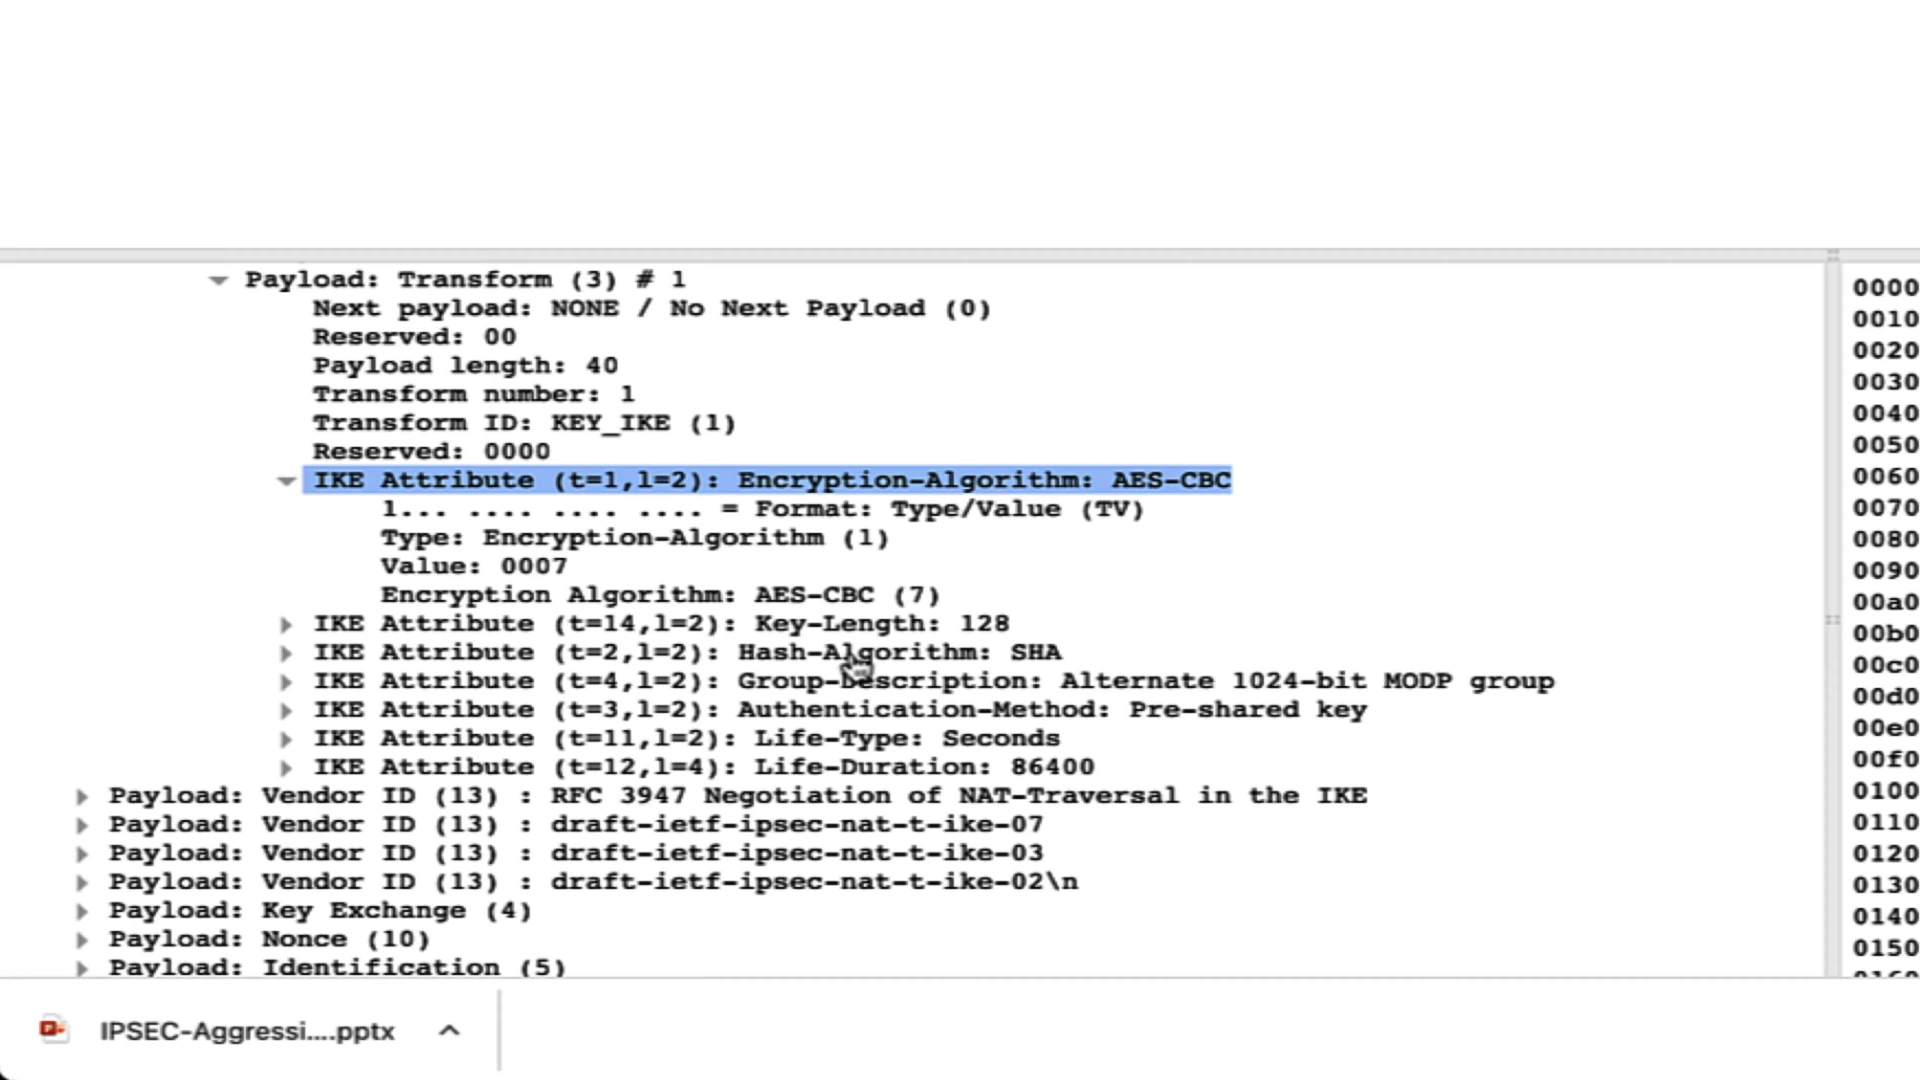 Payload: Transform (3) # 1
Next payload: NONE / No Next Payload (0)
Reserved: 00
Payload length: 40
Transform number: 1
Transform ID: KEY_IKE (1)
Reserved: 0000
IKE Attribute (t=1,l=2): Encryption-Algorithm: AES-CBC
1... .... .... .... = Format: Type/Value (TV)
Type: Encryption-Algorithm (1)
Value: 0007
Encryption Algorithm: AES-CBC (7)
IKE Attribute (t=14,l=2): Key-Length: 128
IKE Attribute (t=2,l=2): Hash-Algorithm: SHA
IKE Attribute (t=4,l=2): Group-Description: Alternate 1024-bit MODP group
IKE Attribute (t=3,l=2): Authentication-Method: Pre-shared key
IKE Attribute (t=11,l=2): Life-Type: Seconds
IKE Attribute (t=12,l=4): Life-Duration: 86400
Payload: Vendor ID (13) : RFC 3947 Negotiation of NAT-Traversal in the IKE
Payload: Vendor ID (13) : draft-ietf-ipsec-nat-t-ike-07
Payload: Vendor ID (13) : draft-ietf-ipsec-nat-t-ike-03
Payload: Vendor ID (13) : draft-ietf-ipsec-nat-t-ike-02\n
Payload: Key Exchange (4)
Payload: Nonce (10)
Payload: Identification (5)
0000
0010
0020
0030
0040
0050
0060
0070
0080
0090
00a0
00b0
00c0
00d0
00e0
00f0
0100
0110
0120
0130
0140
0150
IPSEC-Aggressi....pptx